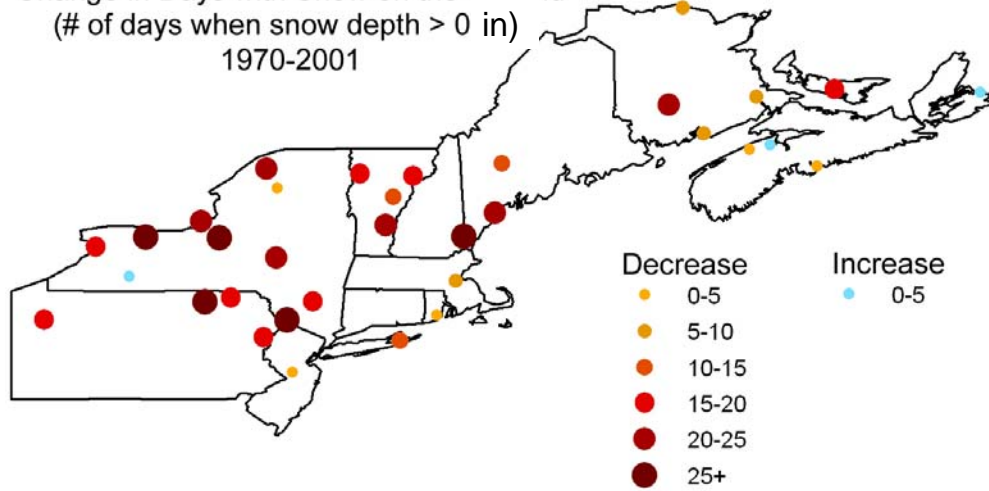 (# of days when snow depth > 0 in)
1970-2001
Decrease
0-5
5-10
10-15
15-20
20-25
25+
Increase
0-5